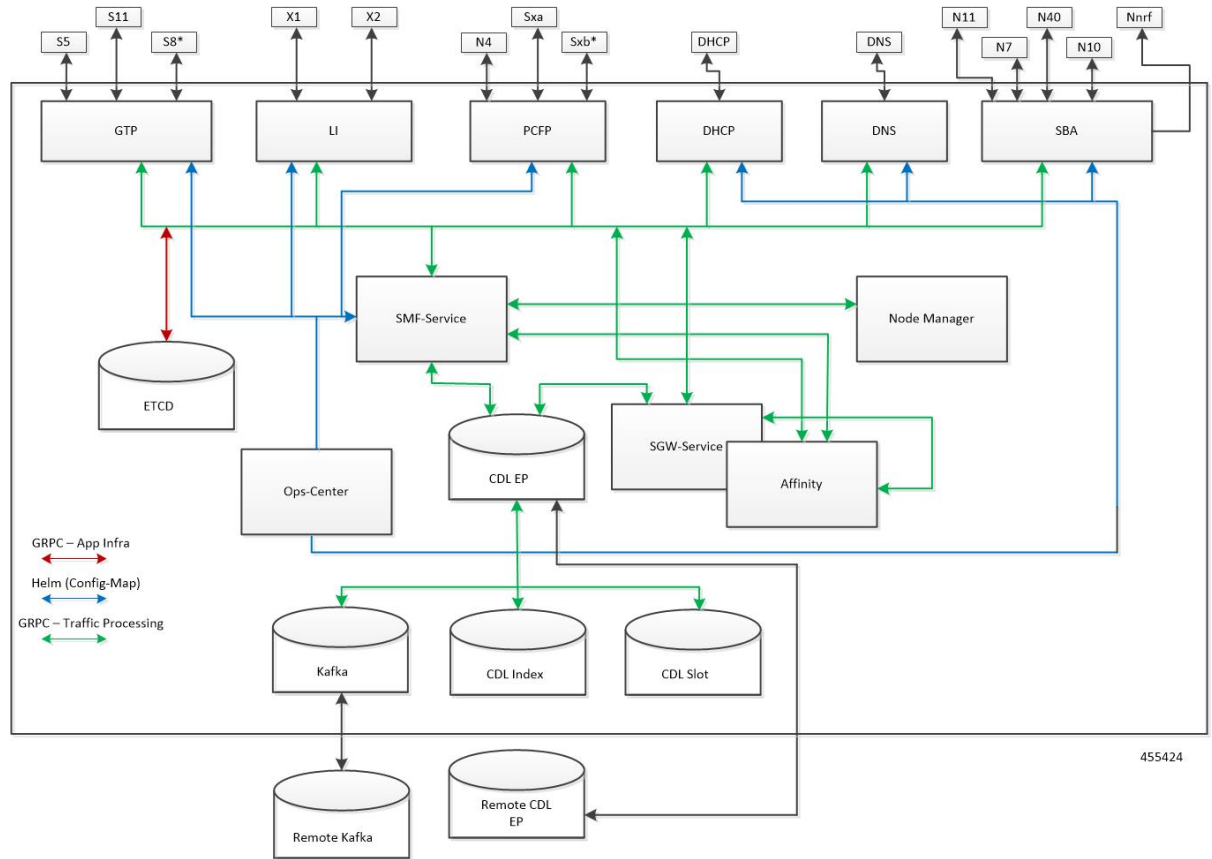 S11
X1
X2
Sxa
N11
N40
Nnrf
S5
S8*
N4
Sxb*
DHCP
DNS
N7
N10
GTP
LI
PCFP
DHCP
DNS
SBA
SMF-Service
Node Manager
ETCD
SGW-Service
CDL EP
Ops-Center
Affinity
GRPC – App Infra
Helm (Config-Map)
GRPC – Traffic Processing
Kafka
CDL Index
CDL Slot
455424
Remote CDL
EP
Remote Kafka